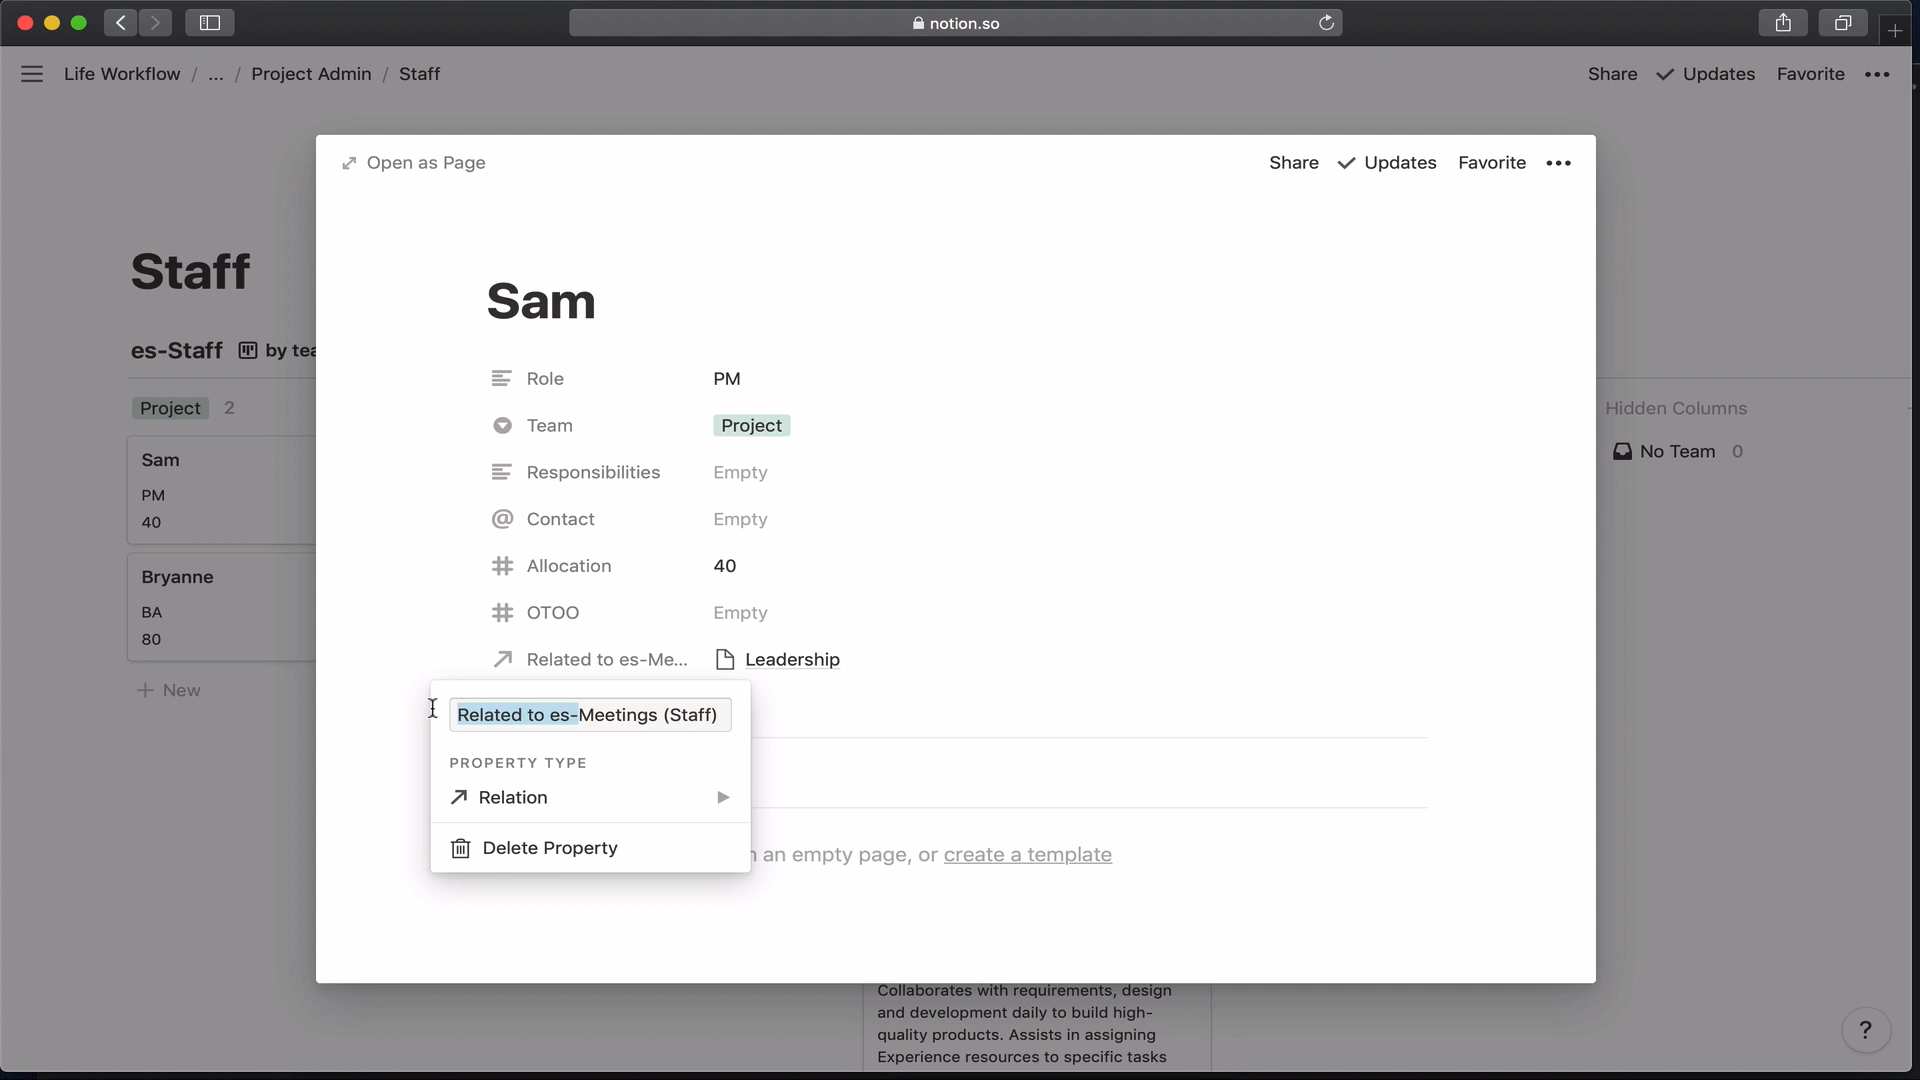 notion.so
Life Workflow / ... / Project Admin / Staff
Share Updates Favorite
Open as Page
Share Updates Favorite
Staff
Sam
es-Staff by tea
Role PM
Project 2
Hidden Columns
Team Project
Sam
No Team 0
Responsibilities Empty
PM
40
Contact Empty
Allocation 40
Bryanne
BA
OTOO Empty
80
Related to es-Me... Leadership
New
Related to es-Meetings (Staff)
PROPERTY TYPE
Relation
Delete Property
an empty page, or create a template
Collaborates with requirements, design
and development daily to build high-
quality products. Assists in assigning
Experience resources to specific tasks
?